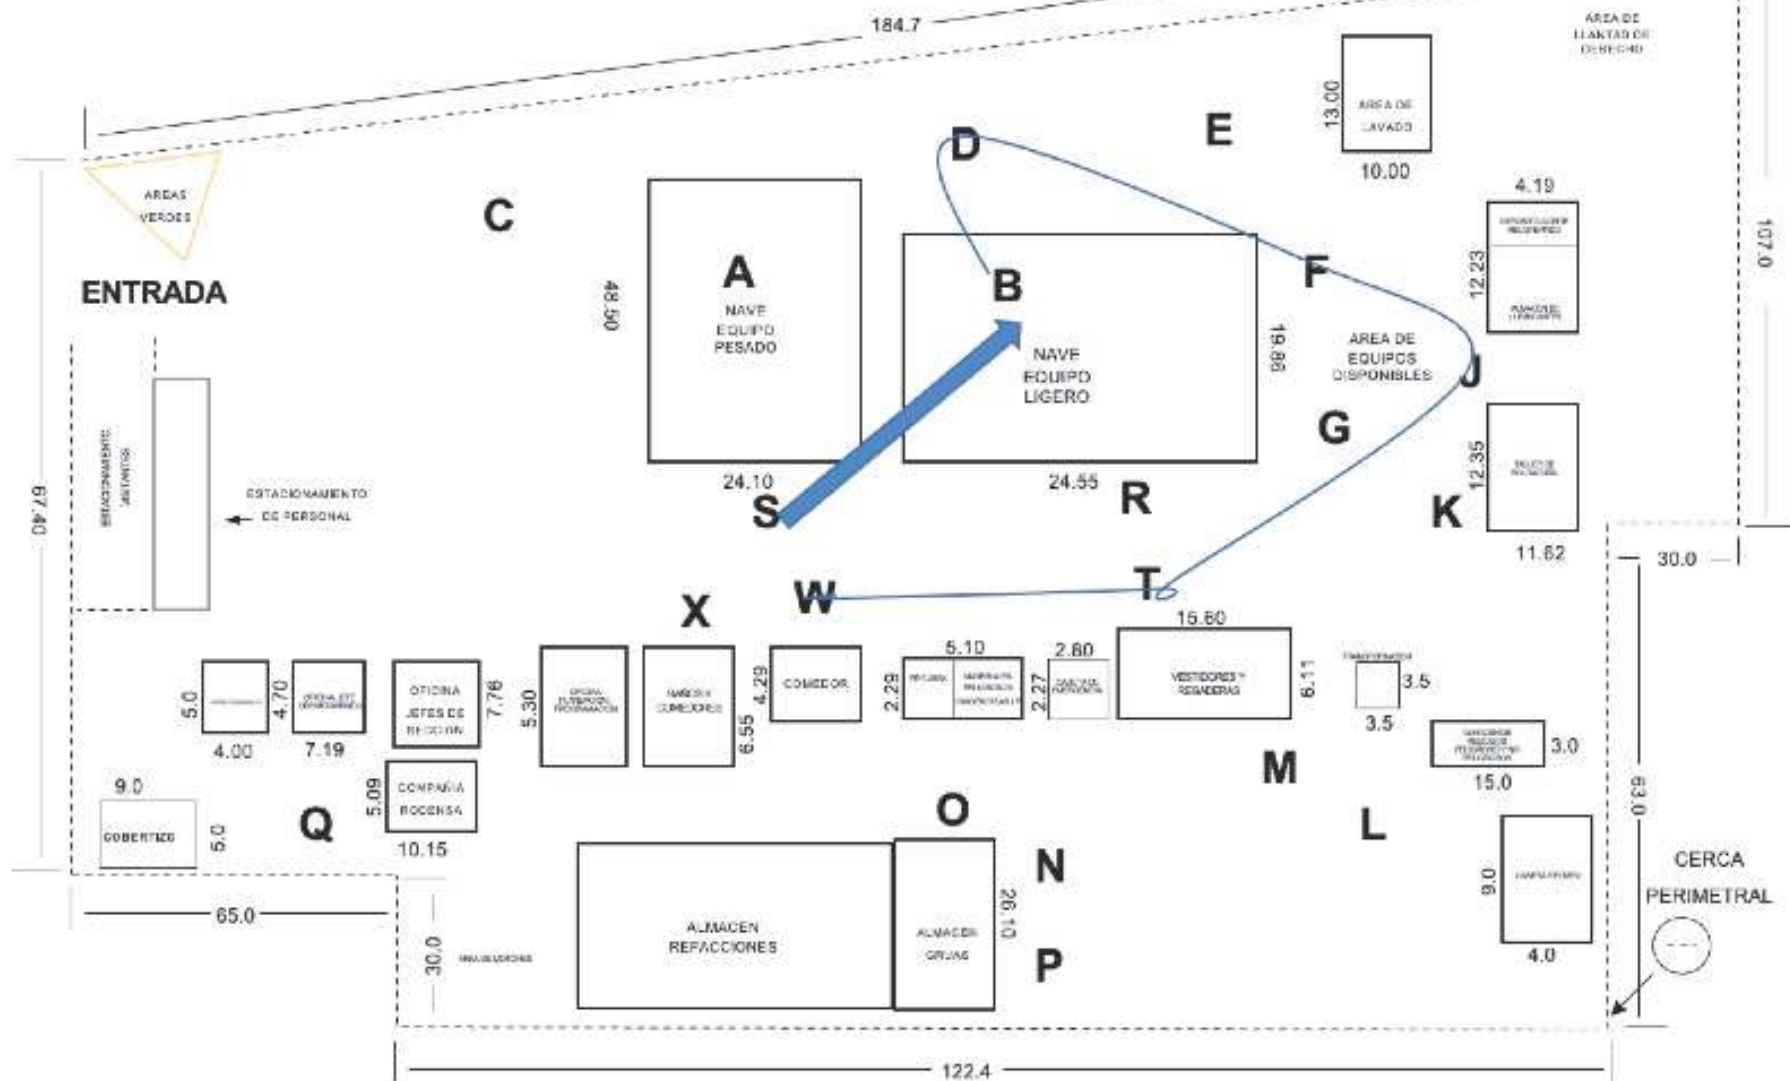 184.7
AREA DE
LLANTAS DE
DESECHO
13.00
AREA DE
LAVADO
10.00
E
D
AREAS
VERDES
C
4.19
12.23
107.0
ENTRADA
48.50
A
NAVE
EQUIPO
PESADO
24.10
B
NAVE
EQUIPO
LIGERO
19.86
24.55
F
AREA DE
EQUIPOS
DISPONIBLES
J
G
12.35
K
11.62
30.0
67.40
ESTACIONAMIENTO
VISITANTES
ESTACIONAMIENTO
DE PERSONAL
S
R
T
W
X
15.60
5.0
4.00
4.70
7.19
OFICINA
JEFES DE
SECCION
7.76
5.30
BAÑOS Y
COMEDORES
6.55
4.29
COMEDOR
2.29
5.10
2.80
2.27
VESTIDORES Y
REGADERAS
6.11
TRANSFORMADOR
3.5
3.5
3.0
15.0
9.0
COBERTIZO
5.0
Q
5.09
COMPAÑIA
ROCENSA
10.15
M
O
L
N
P
63.0
CERCA
PERIMETRAL
9.0
4.0
65.0
30.0
ALMACEN
REFACCIONES
ALMACEN
GRUAS
26.10
122.4